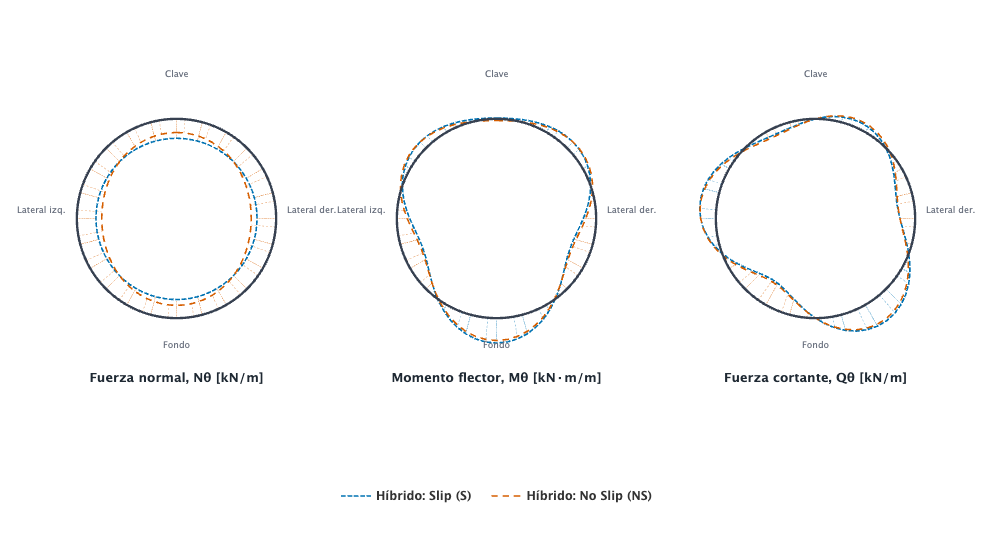 Clave
Clave
Clave
Lateral izq.
Lateral der.
Lateral izq.
Lateral der.
Lateral der.
Fondo
Fondo
Fondo
Fuerza normal, Nθ [kN/m]
Momento flector, Mθ [kN·m/m]
Fuerza cortante, Qθ [kN/m]
Híbrido: Slip (S)
Híbrido: No Slip (NS)